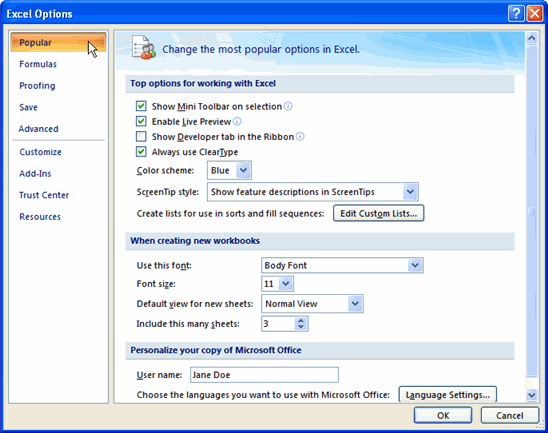 Excel Options
Popular
Formulas
Proofing
Save
Advanced
Customize
Add-Ins
Trust Center
Resources
Change the most popular options in Excel.
Top options for working with Excel
Show Mini Toolbar on selection
Enable Live Preview
Show Developer tab in the Ribbon
Always use ClearType
Color scheme: Blue
ScreenTip style: Show feature descriptions in ScreenTips
Create lists for use in sorts and fill sequences: Edit Custom Lists...
When creating new workbooks
Use this font: Body Font
Font size: 11
Default view for new sheets: Normal View
Include this many sheets: 3
Personalize your copy of Microsoft Office
User name: Jane Doe
Choose the languages you want to use with Microsoft Office: Language Settings...
OK Cancel